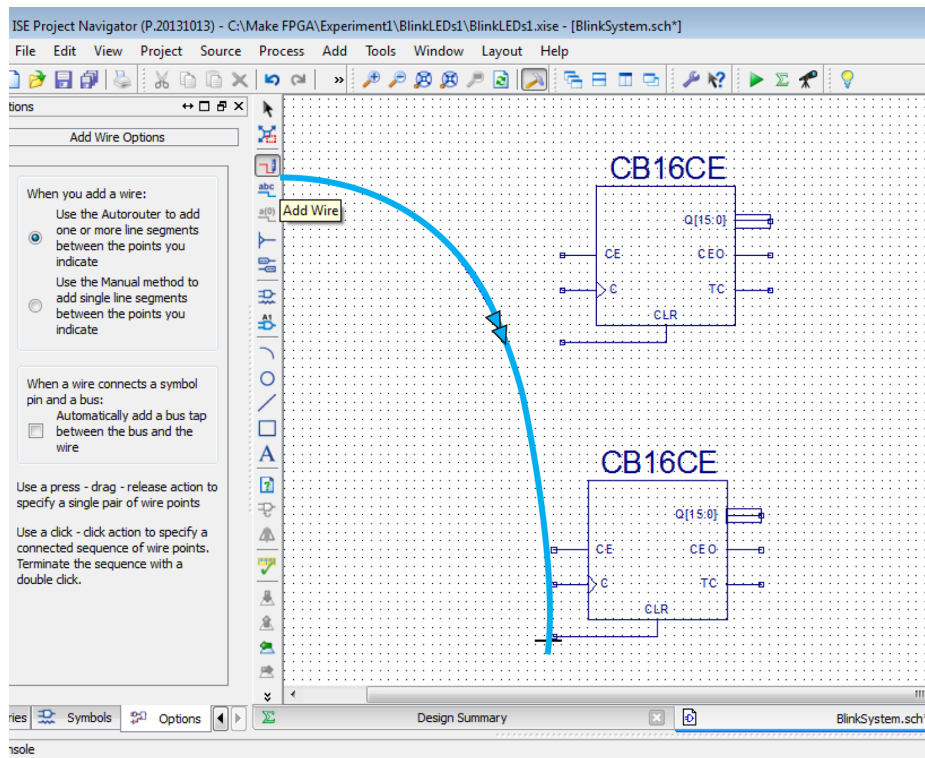 ISE Project Navigator (P.20131013) - C:\Make FPGA\Experiment1\BlinkLEDs1\BlinkLEDs1.xise - [BlinkSystem.sch*]
File Edit View Project Source Process Add Tools Window Layout Help
»
tions
Add Wire Options
When you add a wire:
Use the Autorouter to add
one or more line segments
between the points you
indicate
Use the Manual method to
add single line segments
between the points you
indicate
When a wire connects a symbol
pin and a bus:
Automatically add a bus tap
between the bus and the
wire
Use a press - drag - release action to
specify a single pair of wire points
Use a click - click action to specify a
connected sequence of wire points.
Terminate the sequence with a
double click.
abc
a(0)
Add Wire
A1
A
CB16CE
Q[15:0]
CE CEO
C TC
CLR
CB16CE
Q[15:0]
CE CEO
C TC
CLR
ries Symbols Options Design Summary BlinkSystem.sch*
nsole